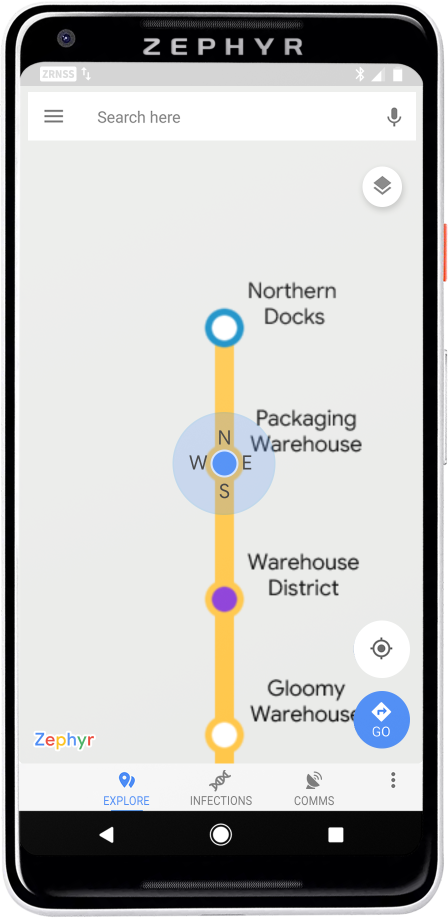 ZEPHYR
ZRNSS
Search here
Northern
Docks
Packaging
Warehouse
N
W E
S
Warehouse
District
Gloomy
Warehouse
GO
Zephyr
EXPLORE
INFECTIONS
COMMS